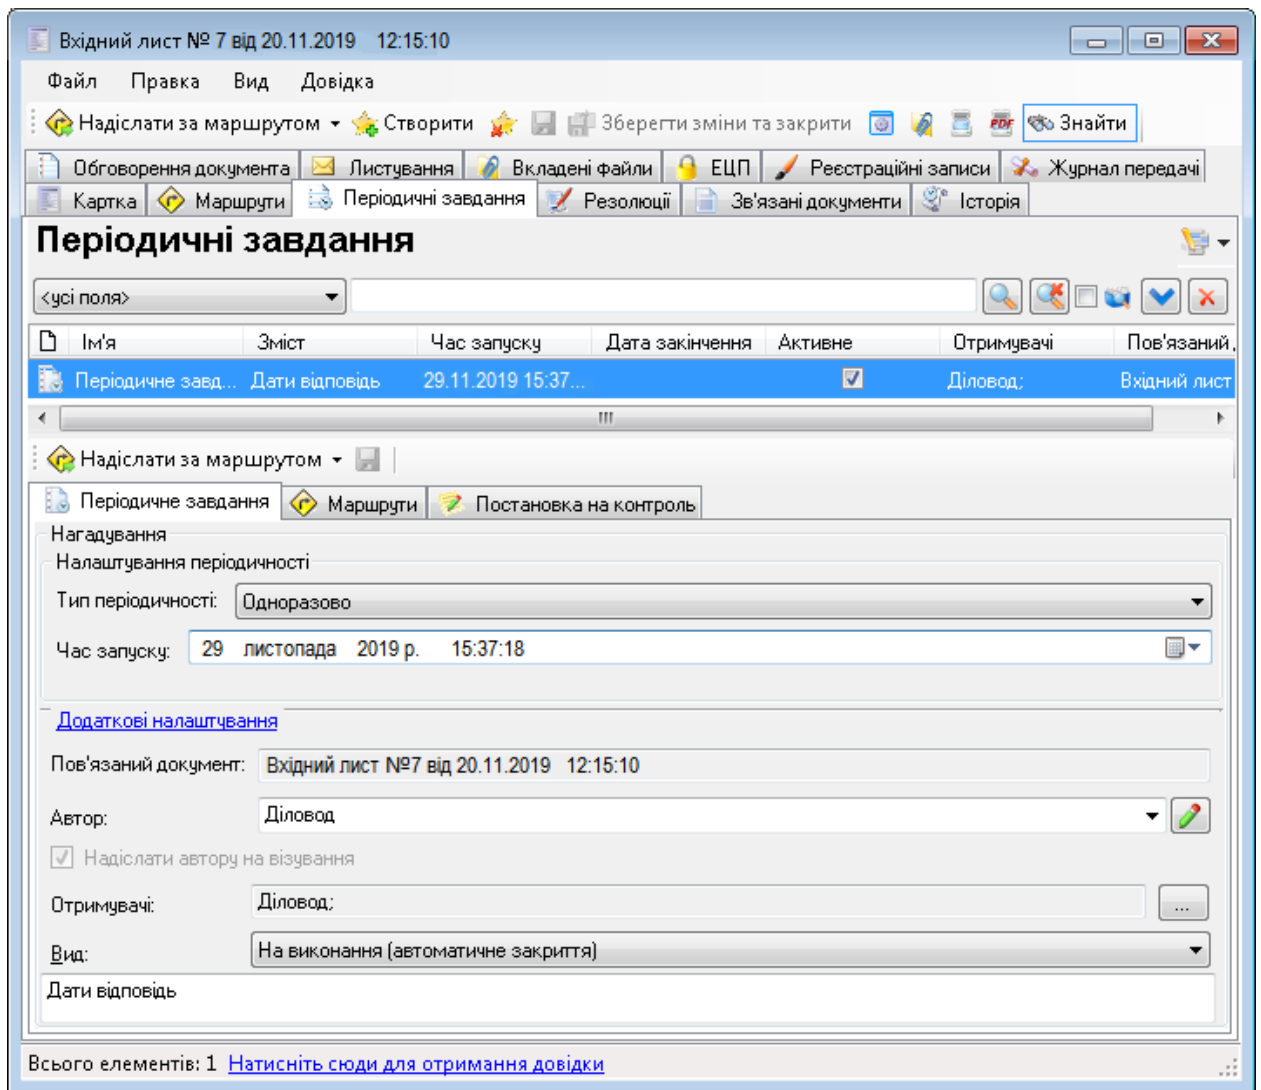 Вхідний лист № 7 від 20.11.2019 12:15:10
Файл Правка Вид Довідка
Надіслати за маршрутом Створити Зберегти зміни та закрити PDF Знайти
Обговорення документа Листування Вкладені файли ЕЦП Реєстраційні записи Журнал передачі
Картка Маршрути Періодичні завдання Резолюції Зв'язані документи Історія
Періодичні завдання
<усі поля>
Ім'я Зміст Час запуску Дата закінчення Активне Отримувачі Пов'язаний
Періодичне завд... Дати відповідь 29.11.2019 15:37... Діловод; Вхідний лист
Надіслати за маршрутом
Періодичне завдання Маршрути Постановка на контроль
Нагадування
Налаштування періодичності
Тип періодичності: Одноразово
Час запуску: 29 листопада 2019 р. 15:37:18
Додаткові налаштування
Пов'язаний документ: Вхідний лист №7 від 20.11.2019 12:15:10
Автор: Діловод
Надіслати автору на візування
Отримувачі: Діловод; ...
Вид: На виконання (автоматичне закриття)
Дати відповідь
Всього елементів: 1 Натисніть сюди для отримання довідки